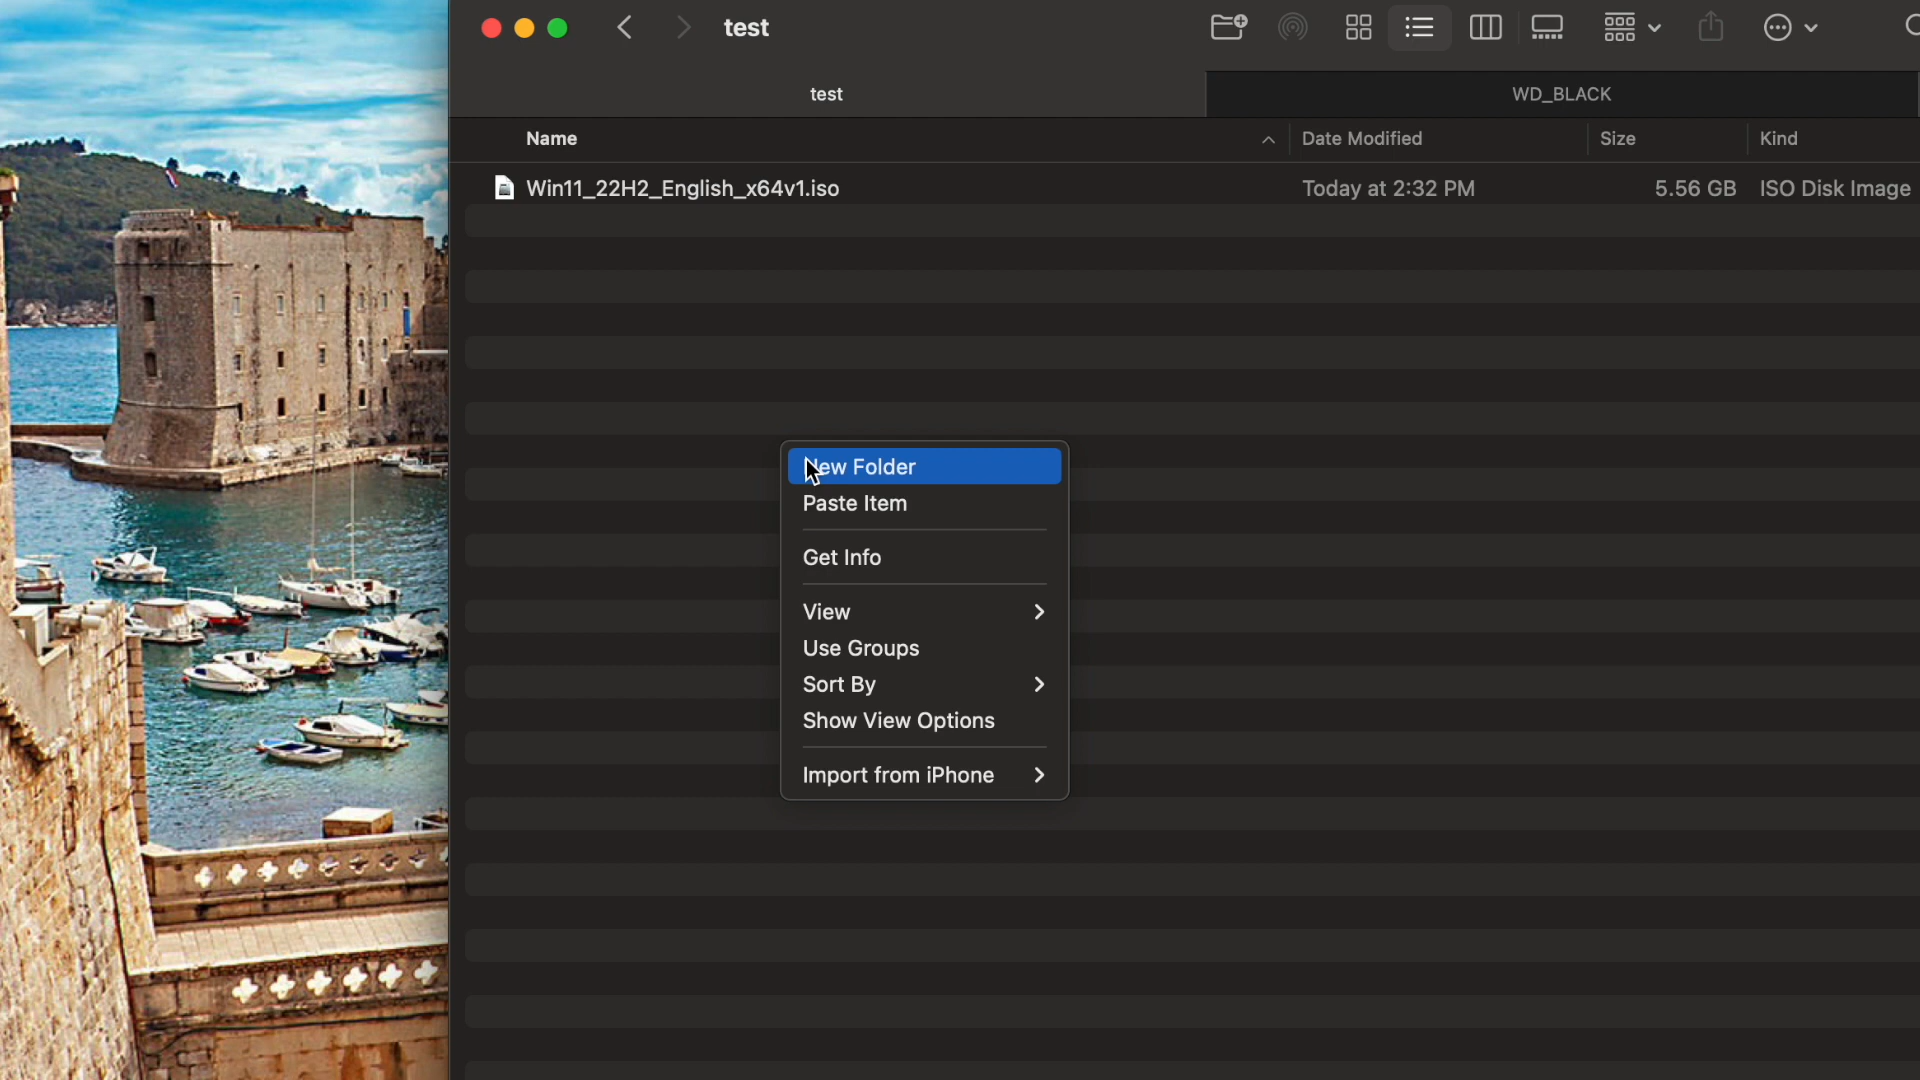 test
test
WD_BLACK
Name
Date Modified
Size
Kind
Win11_22H2_English_x64v1.iso
Today at 2:32 PM
5.56 GB
ISO Disk Image
New Folder
Paste Item
Get Info
View
Use Groups
Sort By
Show View Options
Import from iPhone